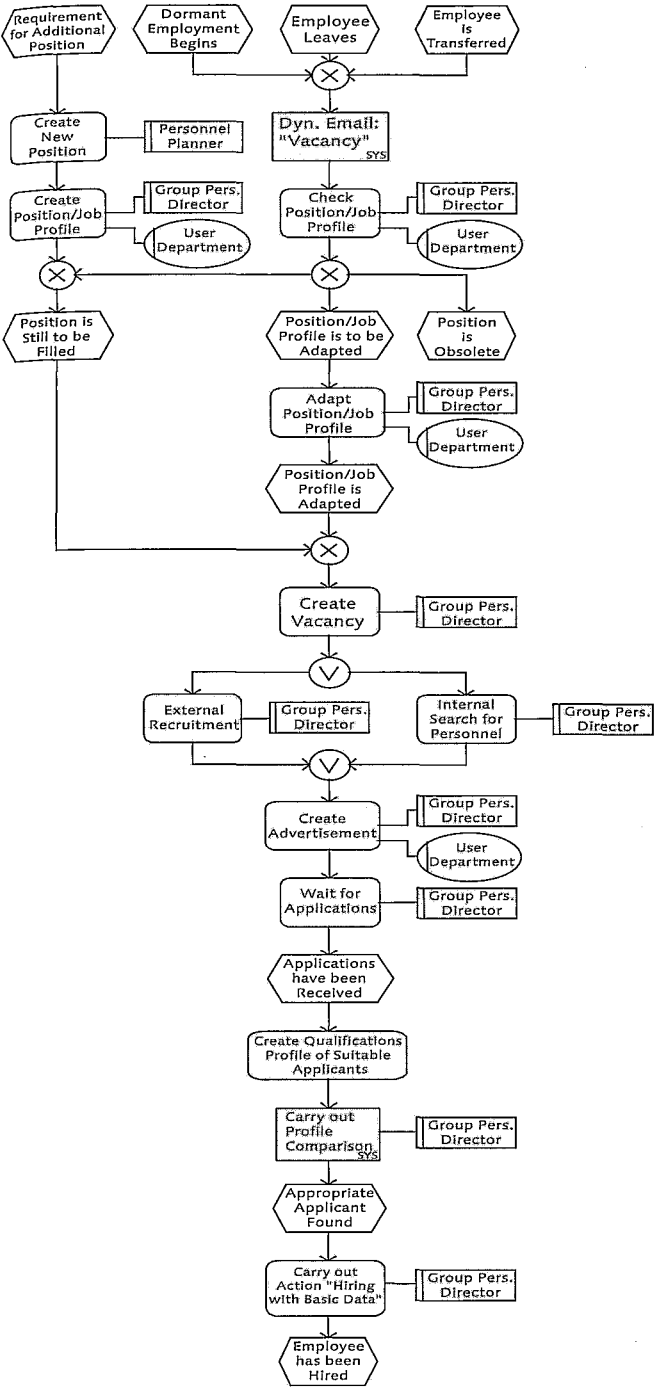 Requirement
for Additional
Position
Dormant
Employment
Begins
Employee
Leaves
Employee
is
Transferred
Create
New
Position
Personnel
Planner
Dyn. Email:
"Vacancy"
SYS
Create
Position/Job
Profile
Group Pers.
Director
User
Department
Check
Position/Job
Profile
Group Pers.
Director
User
Department
Position is
Still to be
Filled
Position/Job
Profile is to be
Adapted
Position
is
Obsolete
Adapt
Position/Job
Profile
Group Pers.
Director
User
Department
Position/Job
Profile is
Adapted
Create
Vacancy
Group Pers.
Director
External
Recruitment
Group Pers.
Director
Internal
Search for
Personnel
Group Pers.
Director
Create
Advertisement
Group Pers.
Director
User
Department
Wait for
Applications
Group Pers.
Director
Applications
have been
Received
Create Qualifications
Profile of Suitable
Applicants
Carry out
Profile
Comparison
SYS
Group Pers.
Director
Appropriate
Applicant
Found
Carry out
Action "Hiring
with Basic Data"
Group Pers.
Director
Employee
has been
Hired